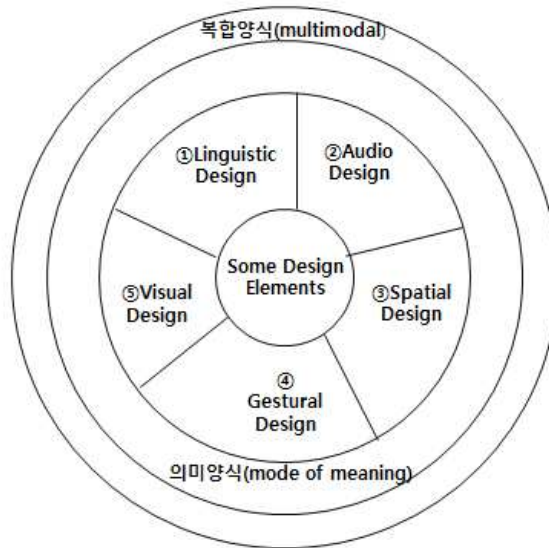 복합양식(multimodal)
①Linguistic
Design
②Audio
Design
③Spatial
Design
④
Gestural
Design
⑤Visual
Design
Some Design
Elements
의미양식(mode of meaning)